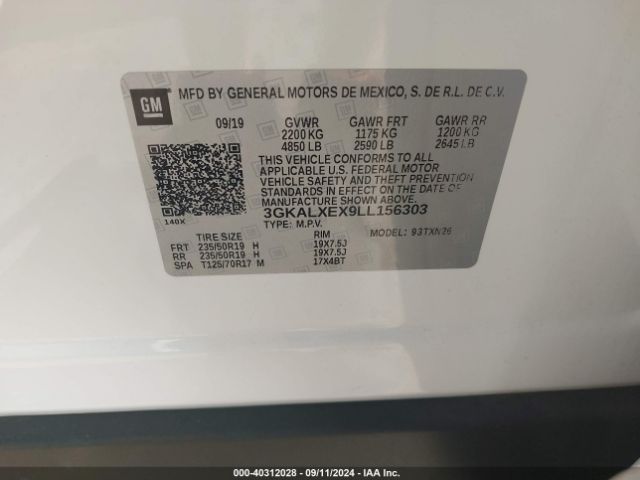 GM
MFD BY GENERAL MOTORS DE MEXICO, S. DE R.L. DE C.V.
09/19 GVWR GAWR FRT GAWR RR
2200 KG 1175 KG 1200 KG
4850 LB 2590 LB 2645 LB
THIS VEHICLE CONFORMS TO ALL
APPLICABLE U.S. FEDERAL MOTOR
VEHICLE SAFETY AND THEFT PREVENTION
STANDARDS IN EFFECT ON THE DATE OF
MANUFACTURE SHOWN ABOVE.
140X 3GKALXEX9LL156303
TYPE: M.P.V. MODEL: 93TXN26
TIRE SIZE RIM
FRT 235/50R19 H 19X7.5J
RR 235/50R19 H 19X7.5J
SPA T125/70R17 M 17X4BT
000-40312028 - 09/11/2024 - IAA Inc.